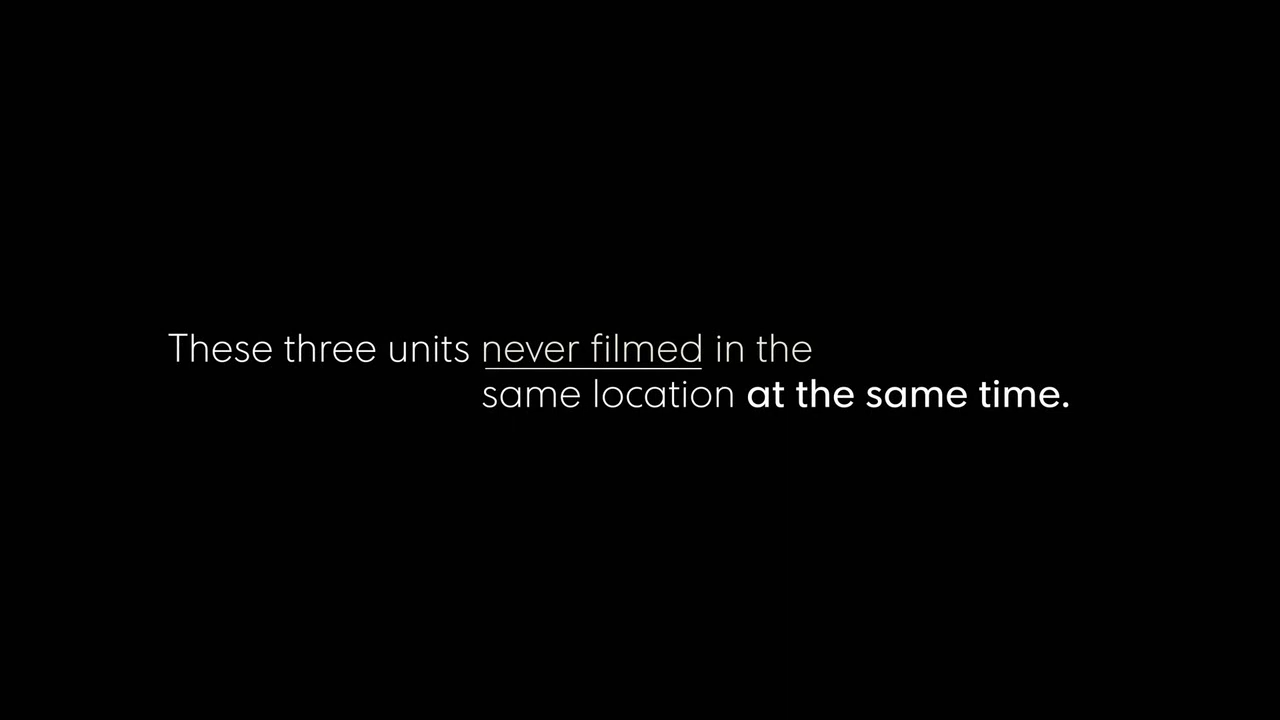 These three units never filmed in the
same location at the same time.